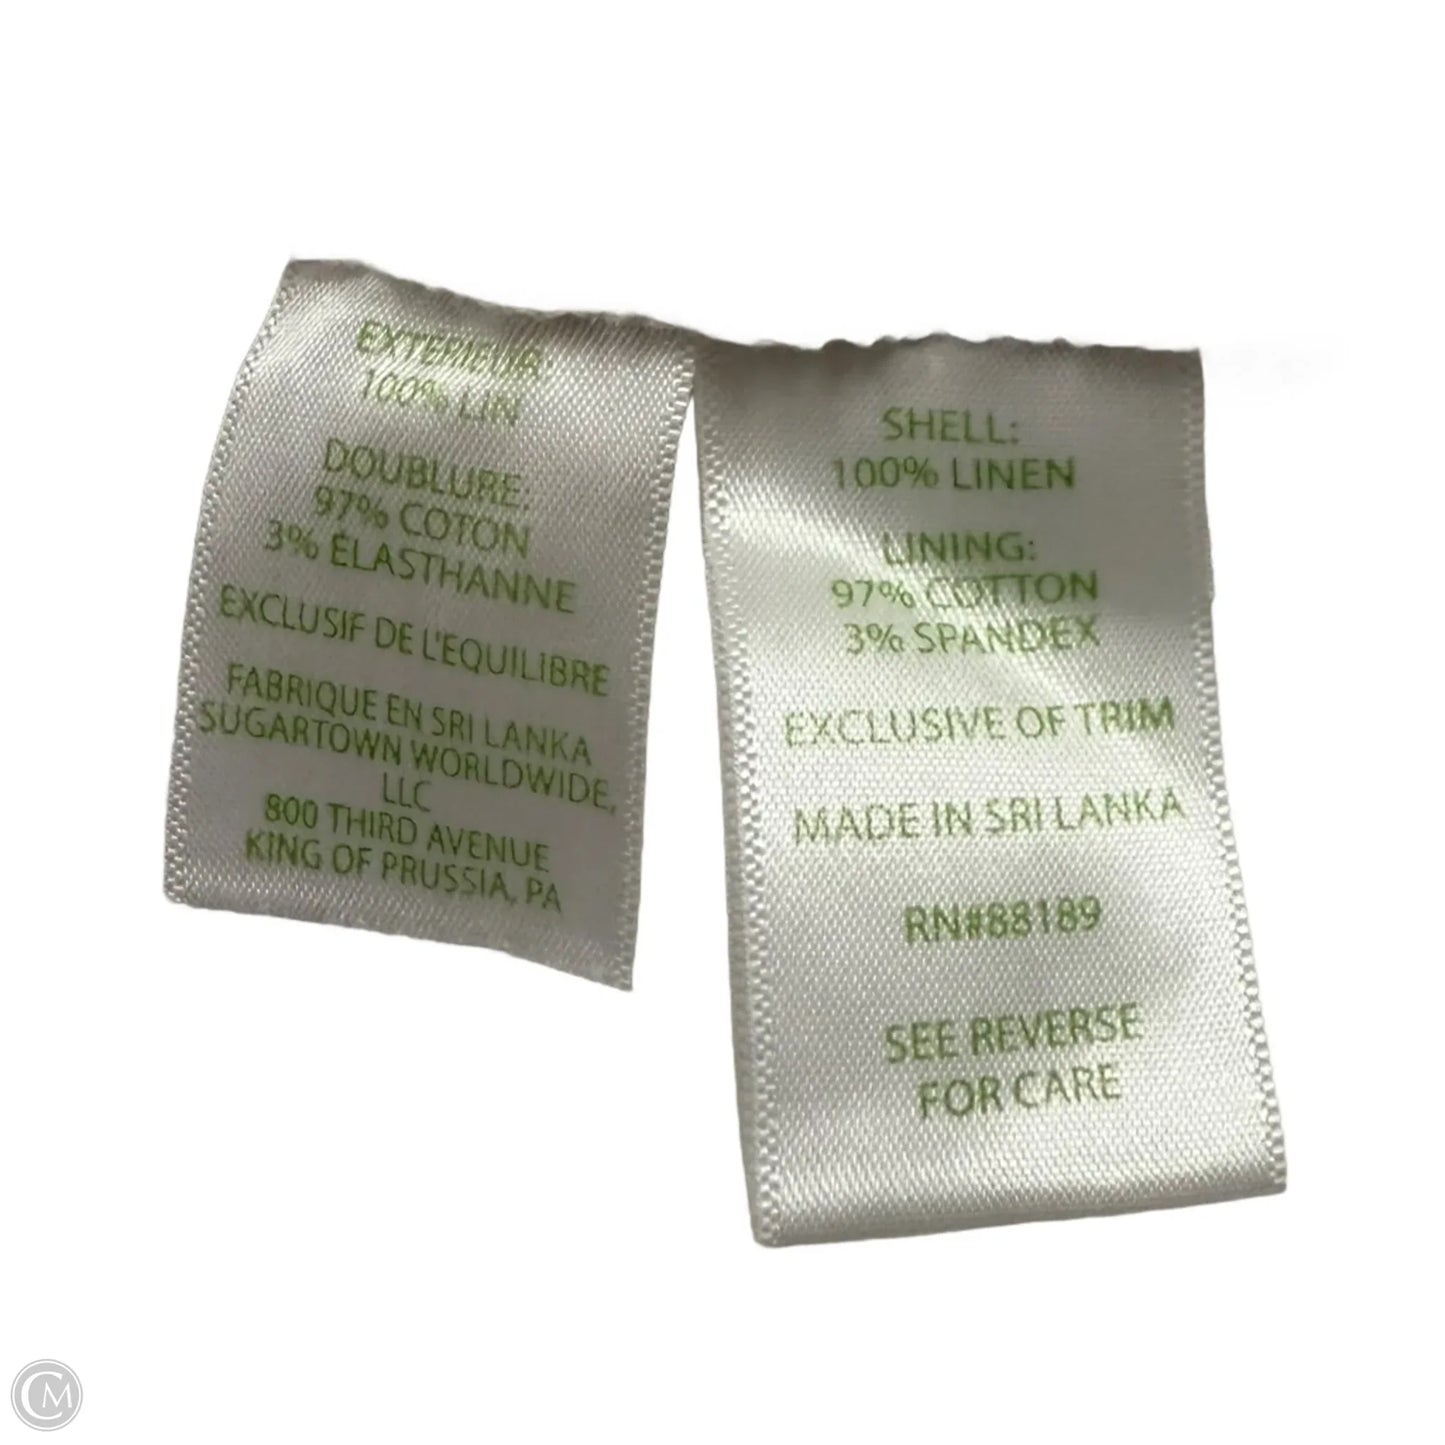 EXTERIEUR
100% LIN
DOUBLURE:
97% COTON
3% ELASTHANNE
EXCLUSIF DE L'EQUILIBRE
FABRIQUE EN SRI LANKA
SUGARTOWN WORLDWIDE,
LLC
800 THIRD AVENUE
KING OF PRUSSIA, PA
SHELL:
100% LINEN
LINING:
97% COTTON
3% SPANDEX
EXCLUSIVE OF TRIM
MADE IN SRI LANKA
RN#88189
SEE REVERSE
FOR CARE
CM